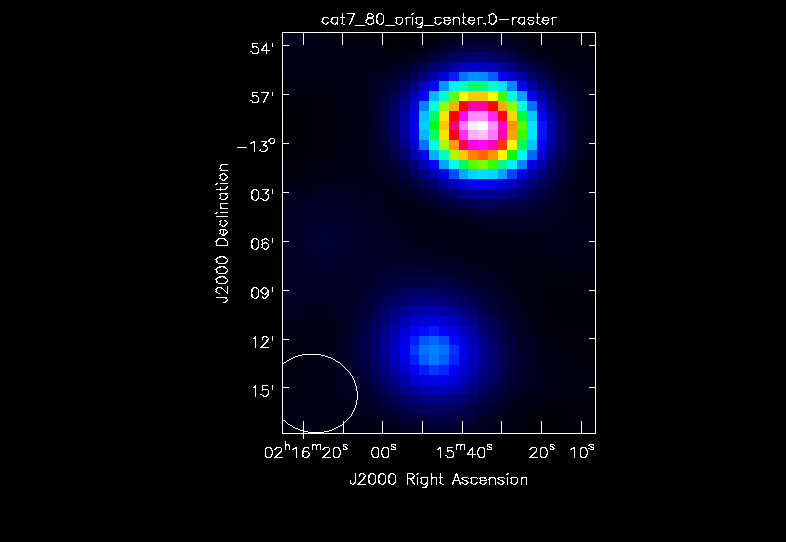 cat7_80_orig_center.0-raster
54'
57'
-13°
03'
06'
09'
12'
15'
J2000 Declination
02ʰ16ᵐ20ˢ 00ˢ 15ᵐ40ˢ 20ˢ 10ˢ
J2000 Right Ascension